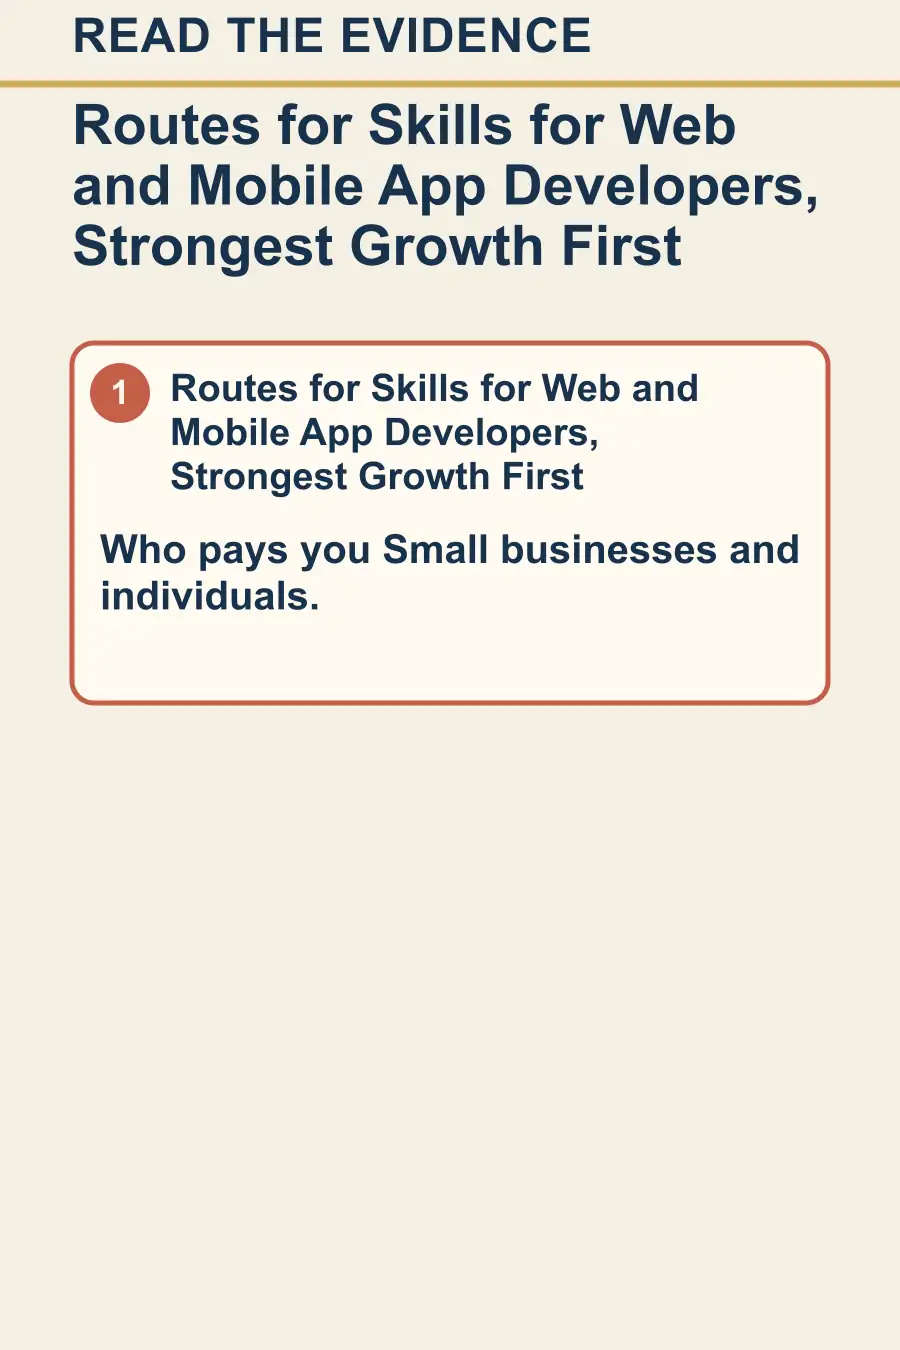 READ THE EVIDENCE
Routes for Skills for Web
and Mobile App Developers,
Strongest Growth First
1
Routes for Skills for Web and
Mobile App Developers,
Strongest Growth First
Who pays you Small businesses and
individuals.